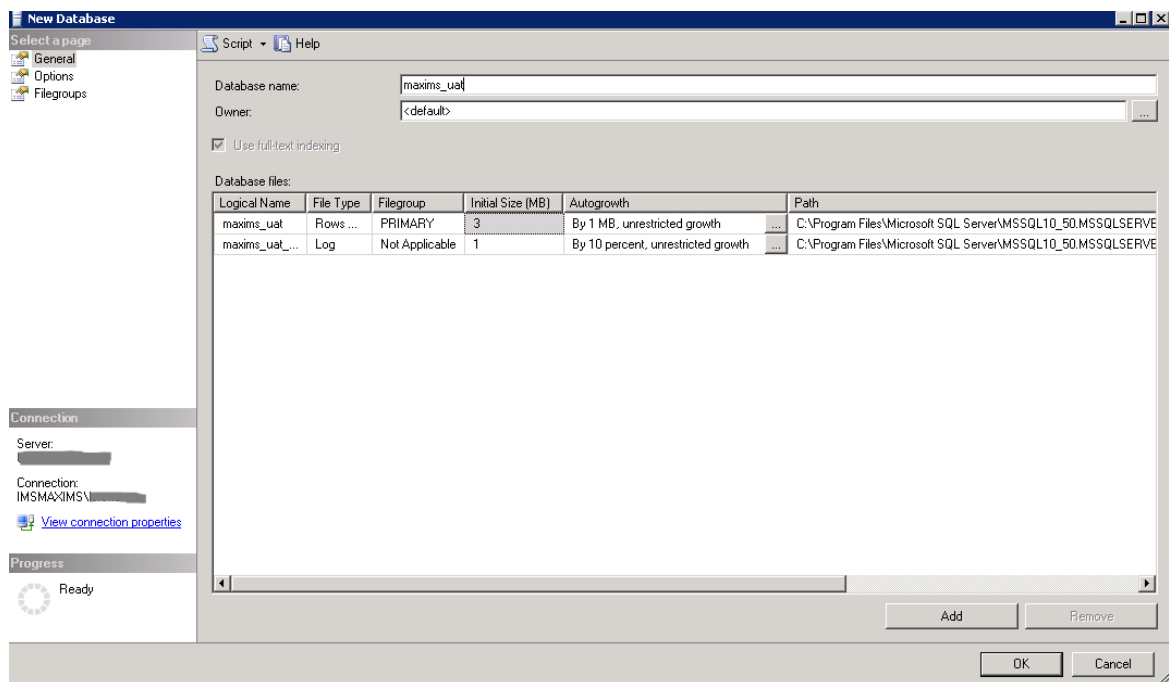 New Database
Select a page
General
Options
Filegroups
Script Help
Database name: maxims_uat
Owner: <default> ...
Use full-text indexing
Database files:
Logical Name File Type Filegroup Initial Size (MB) Autogrowth Path
maxims_uat Rows ... PRIMARY 3 By 1 MB, unrestricted growth ... C:\Program Files\Microsoft SQL Server\MSSQL10_50.MSSQLSERVE
maxims_uat_... Log Not Applicable 1 By 10 percent, unrestricted growth ... C:\Program Files\Microsoft SQL Server\MSSQL10_50.MSSQLSERVE
Connection
Server:
Connection:
IMSMAXIMS\
View connection properties
Progress
Ready
Add Remove
OK Cancel